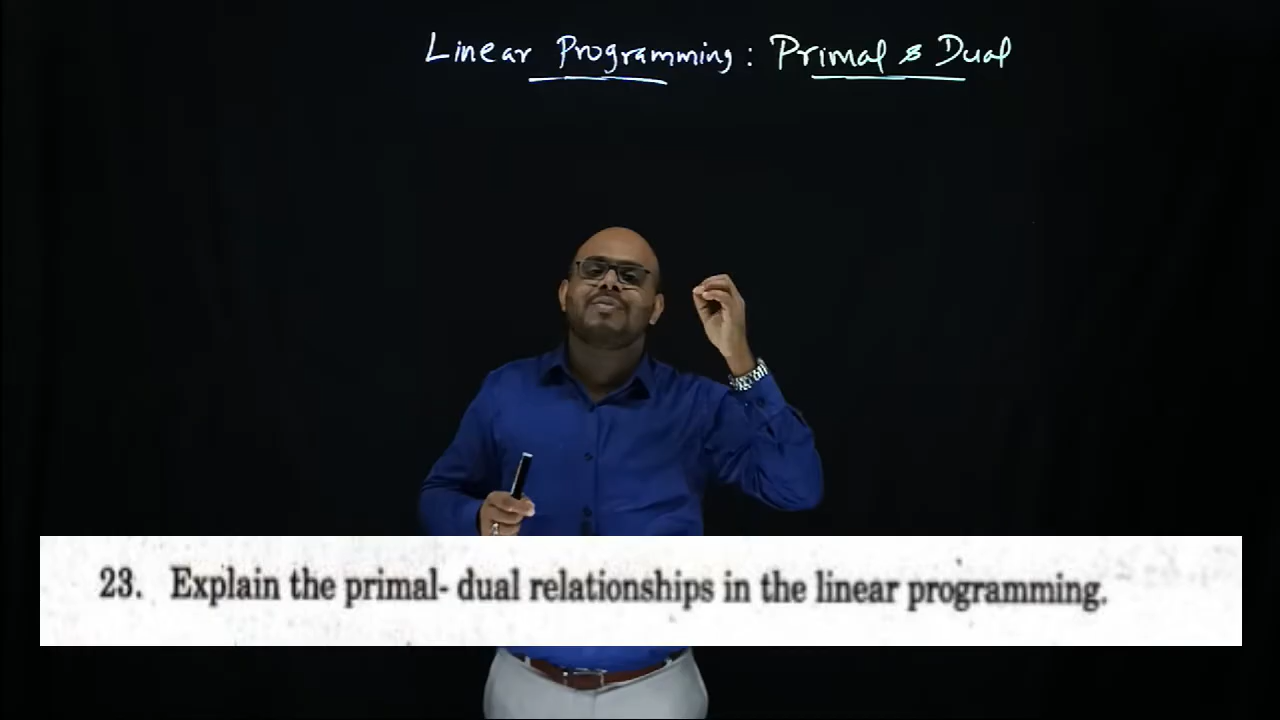 Linear Programming: Primal & Dual
23. Explain the primal- dual relationships in the linear programming.